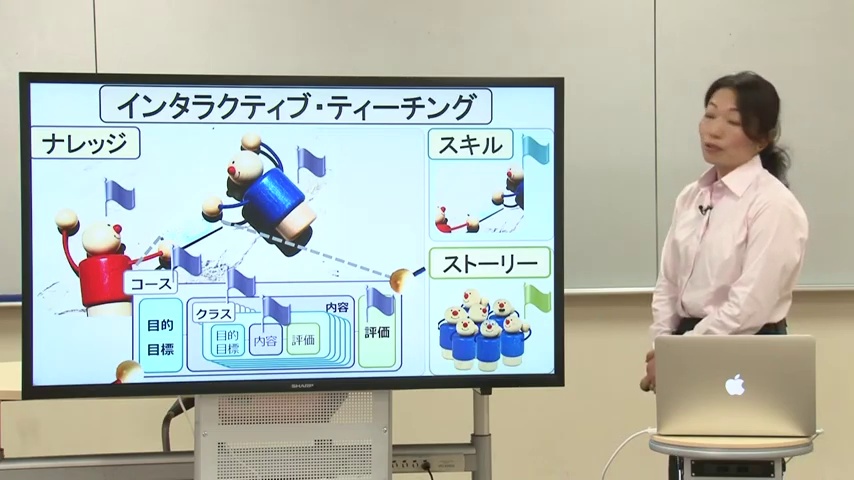 インタラクティブ・ティーチング
ナレッジ
スキル
ストーリー
コース
目的
目標
クラス
目的
目標
内容
評価
内容
評価
SHARP